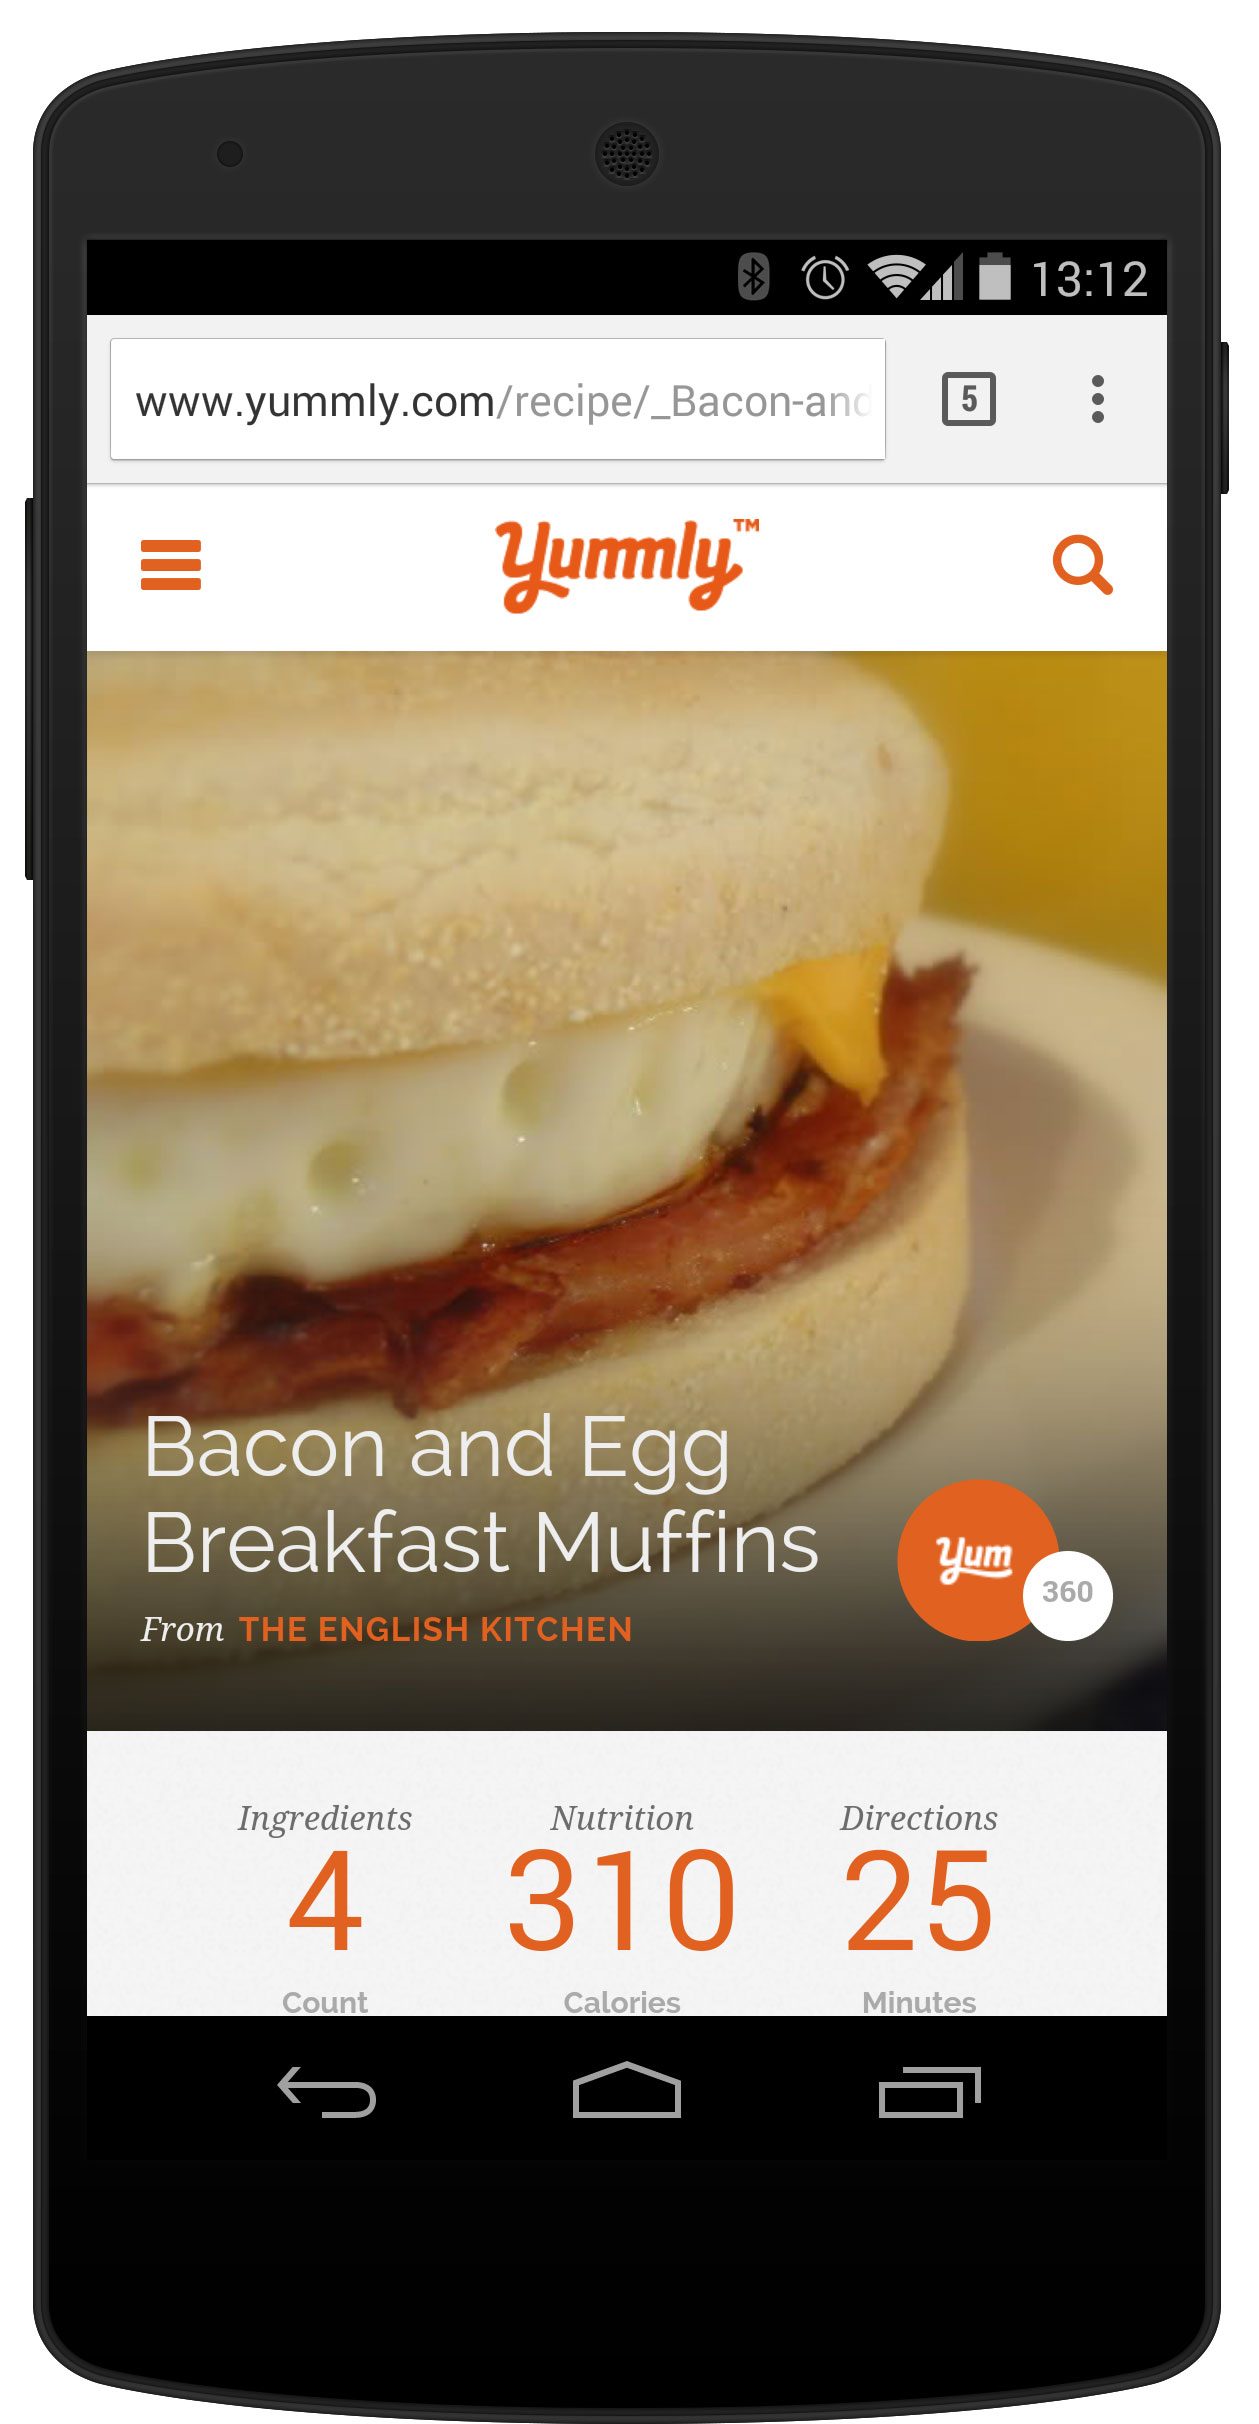 13:12
www.yummly.com/recipe/_Bacon-and
5
Yummly™
Bacon and Egg
Breakfast Muffins
From THE ENGLISH KITCHEN
Yum
360
Ingredients Nutrition Directions
4 310 25
Count Calories Minutes